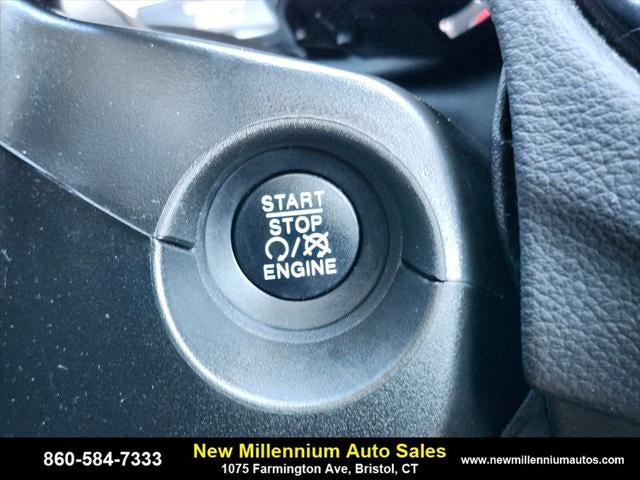 START
STOP
/
ENGINE
860-584-7333
New Millennium Auto Sales
1075 Farmington Ave, Bristol, CT
www.newmillenniumautos.com